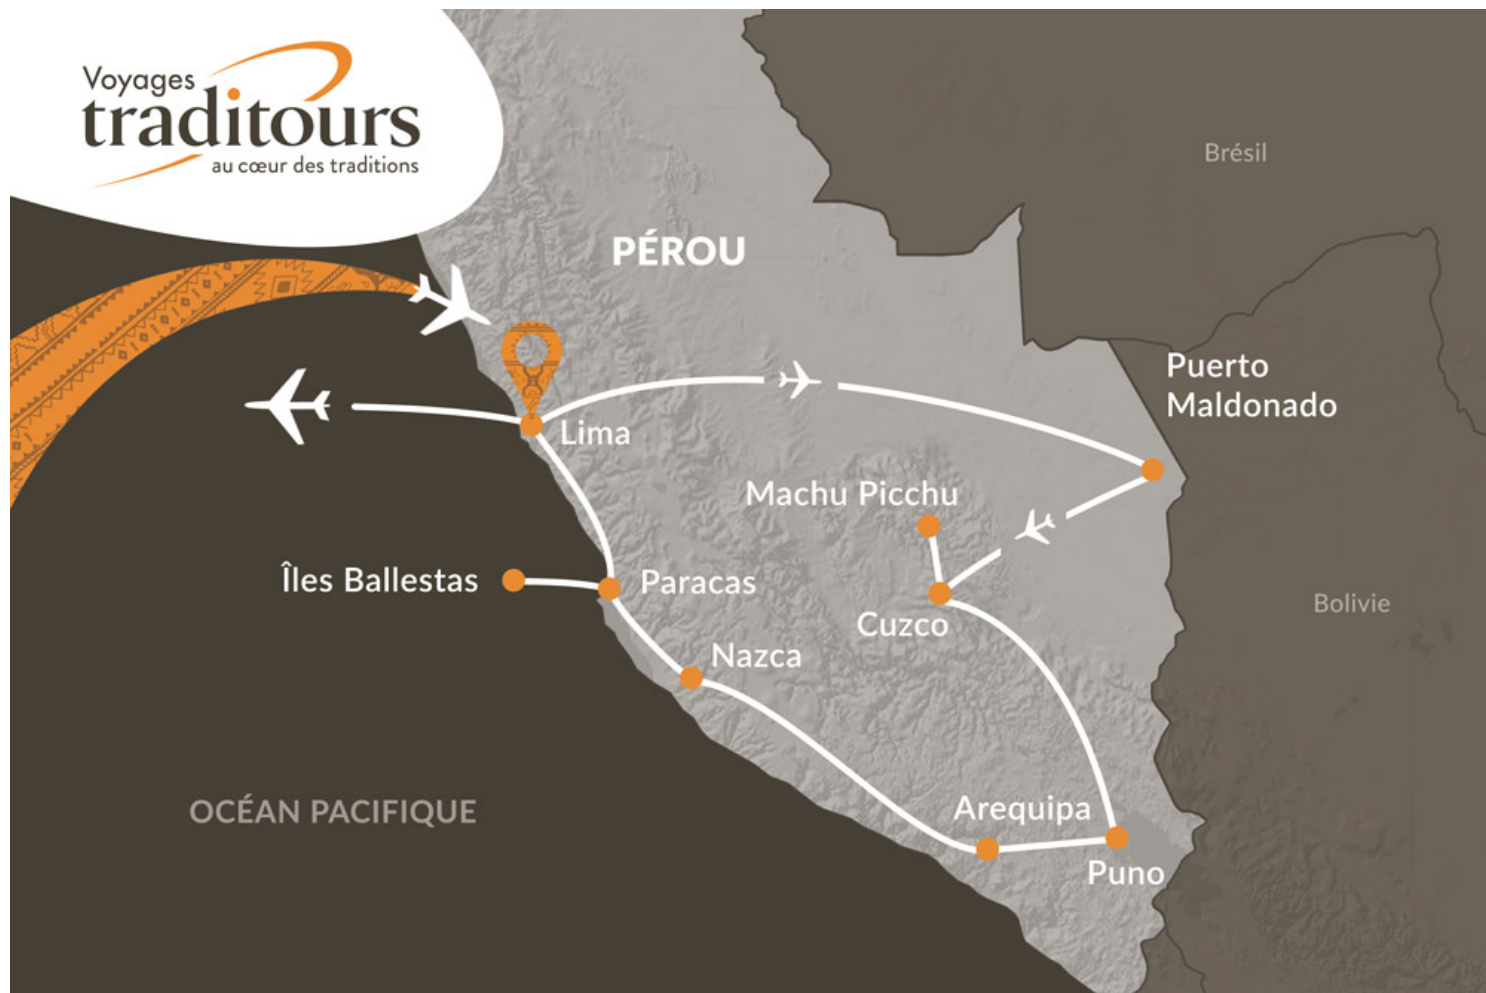 Voyages
traditours
au cœur des traditions
Brésil
PÉROU
Puerto
Maldonado
Lima
Machu Picchu
Îles Ballestas
Paracas
Cuzco
Bolivie
Nazca
OCÉAN PACIFIQUE
Arequipa
Puno